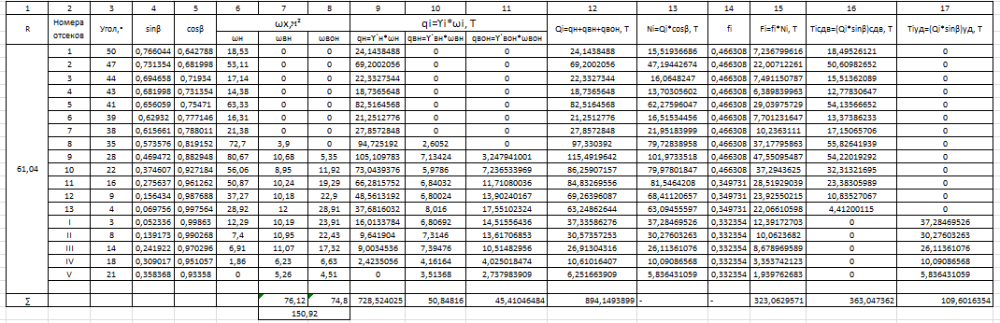 1 2 3 4 5 6 7 8 9 10 11 12 13 14 15 16 17
R Номера отсеков Угол,° sinβ cosβ ωx,м² qi=Υi*ωi, T Qi=qн+qвн+qвон, T Ni=Qi*cosβ, T fi Fi=fi*Ni, T Tiсдв=(Qi*sinβ)сдв, T Tiуд=(Qi*sinβ)уд, T
ωн ωвн ωвон qн=Υ`н*ωн qвн=Υ`вн*ωвн qвон=Υ`вон*ωвон
1 50 0,766044 0,642788 18,53 0 0 24,1438488 0 0 24,1438488 15,51936686 0,466308 7,236799616 18,49526121 0
2 47 0,731354 0,681998 53,11 0 0 69,2002056 0 0 69,2002056 47,19442674 0,466308 22,00712261 50,60982652 0
3 44 0,694658 0,71934 17,14 0 0 22,3327344 0 0 22,3327344 16,0648247 0,466308 7,491150787 15,51362089 0
4 43 0,681998 0,731354 14,38 0 0 18,7365648 0 0 18,7365648 13,70305602 0,466308 6,389839963 12,77830647 0
5 41 0,656059 0,75471 63,33 0 0 82,5164568 0 0 82,5164568 62,27596047 0,466308 29,03975729 54,13566652 0
6 39 0,62932 0,777146 16,31 0 0 21,2512776 0 0 21,2512776 16,51534456 0,466308 7,701231647 13,37386233 0
7 38 0,615661 0,788011 21,38 0 0 27,8572848 0 0 27,8572848 21,95183999 0,466308 10,2363111 17,15065706 0
8 35 0,573576 0,819152 72,7 3,9 0 94,725192 2,6052 0 97,330392 79,72838958 0,466308 37,17795863 55,82641939 0
9 28 0,469472 0,882948 80,67 10,68 5,35 105,109783 7,13424 3,247941001 115,4919642 101,9733518 0,466308 47,55095487 54,22019292 0
61,04 10 22 0,374607 0,927184 56,06 8,95 11,92 73,0439376 5,9786 7,236533969 86,25907157 79,97801847 0,466308 37,2943625 32,31321695 0
11 16 0,275637 0,961262 50,87 10,24 19,29 66,2815752 6,84032 11,71080036 84,83269556 81,5464208 0,349731 28,51929039 23,38305989 0
12 9 0,156434 0,987688 37,27 10,18 22,9 48,5613192 6,80024 13,90240167 69,26396087 68,41120657 0,349731 23,92550215 10,83527067 0
13 4 0,069756 0,997564 28,92 12 28,91 37,6816032 8,016 17,55102324 63,24862644 63,09455597 0,349731 22,06610598 4,41200115 0
I 3 0,052336 0,99863 12,29 10,19 23,91 16,0133784 6,80692 14,51556436 37,33586276 37,28469526 0,332354 12,39172703 0 37,28469526
II 8 0,139173 0,990268 7,4 10,95 22,43 9,641904 7,3146 13,61706853 30,57357253 30,27603263 0,332354 10,0623682 0 30,27603263
III 14 0,241922 0,970296 6,91 11,07 17,32 9,0034536 7,39476 10,51482956 26,91304316 26,11361076 0,332354 8,678969589 0 26,11361076
IV 18 0,309017 0,951057 1,86 6,23 6,63 2,4235056 4,16164 4,025018474 10,61016407 10,09086568 0,332354 3,353742123 0 10,09086568
V 21 0,358368 0,93358 0 5,26 4,51 0 3,51368 2,737983909 6,251663909 5,836431059 0,332354 1,939762683 0 5,836431059
Σ 76,12 74,8 728,524025 50,84816 45,41046484 894,1493899 - - 323,0629571 363,047362 109,6016354
150,92